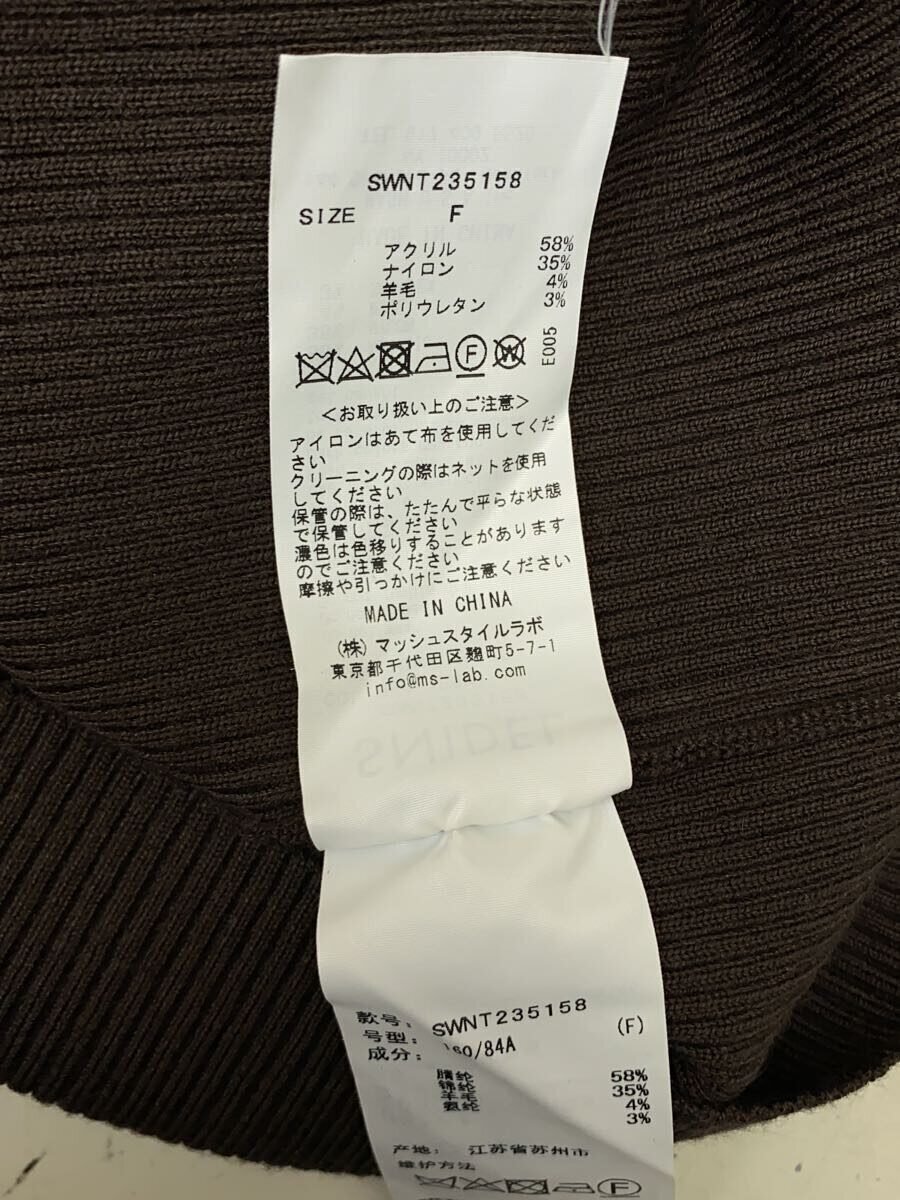 SWNT235158
SIZE F
アクリル 58%
ナイロン 35%
羊毛 4%
ポリウレタン 3%
F W E005
<お取り扱い上のご注意>
アイロンはあて布を使用してくだ
さい
クリーニングの際はネットを使用
してください
保管の際は、たたんで平らな状態
で保管してください
濃色は色移りすることがあります
のでご注意ください
摩擦や引っかけにご注意ください
MADE IN CHINA
(株)マッシュスタイルラボ
東京都千代田区麹町5-7-1
info@ms-lab.com
SNIDEL
款号: SWNT235158
号型: 160/84A (F)
成分:
腈纶 58%
锦纶 35%
羊毛 4%
氨纶 3%
产地: 江苏省苏州市
维护方法
F